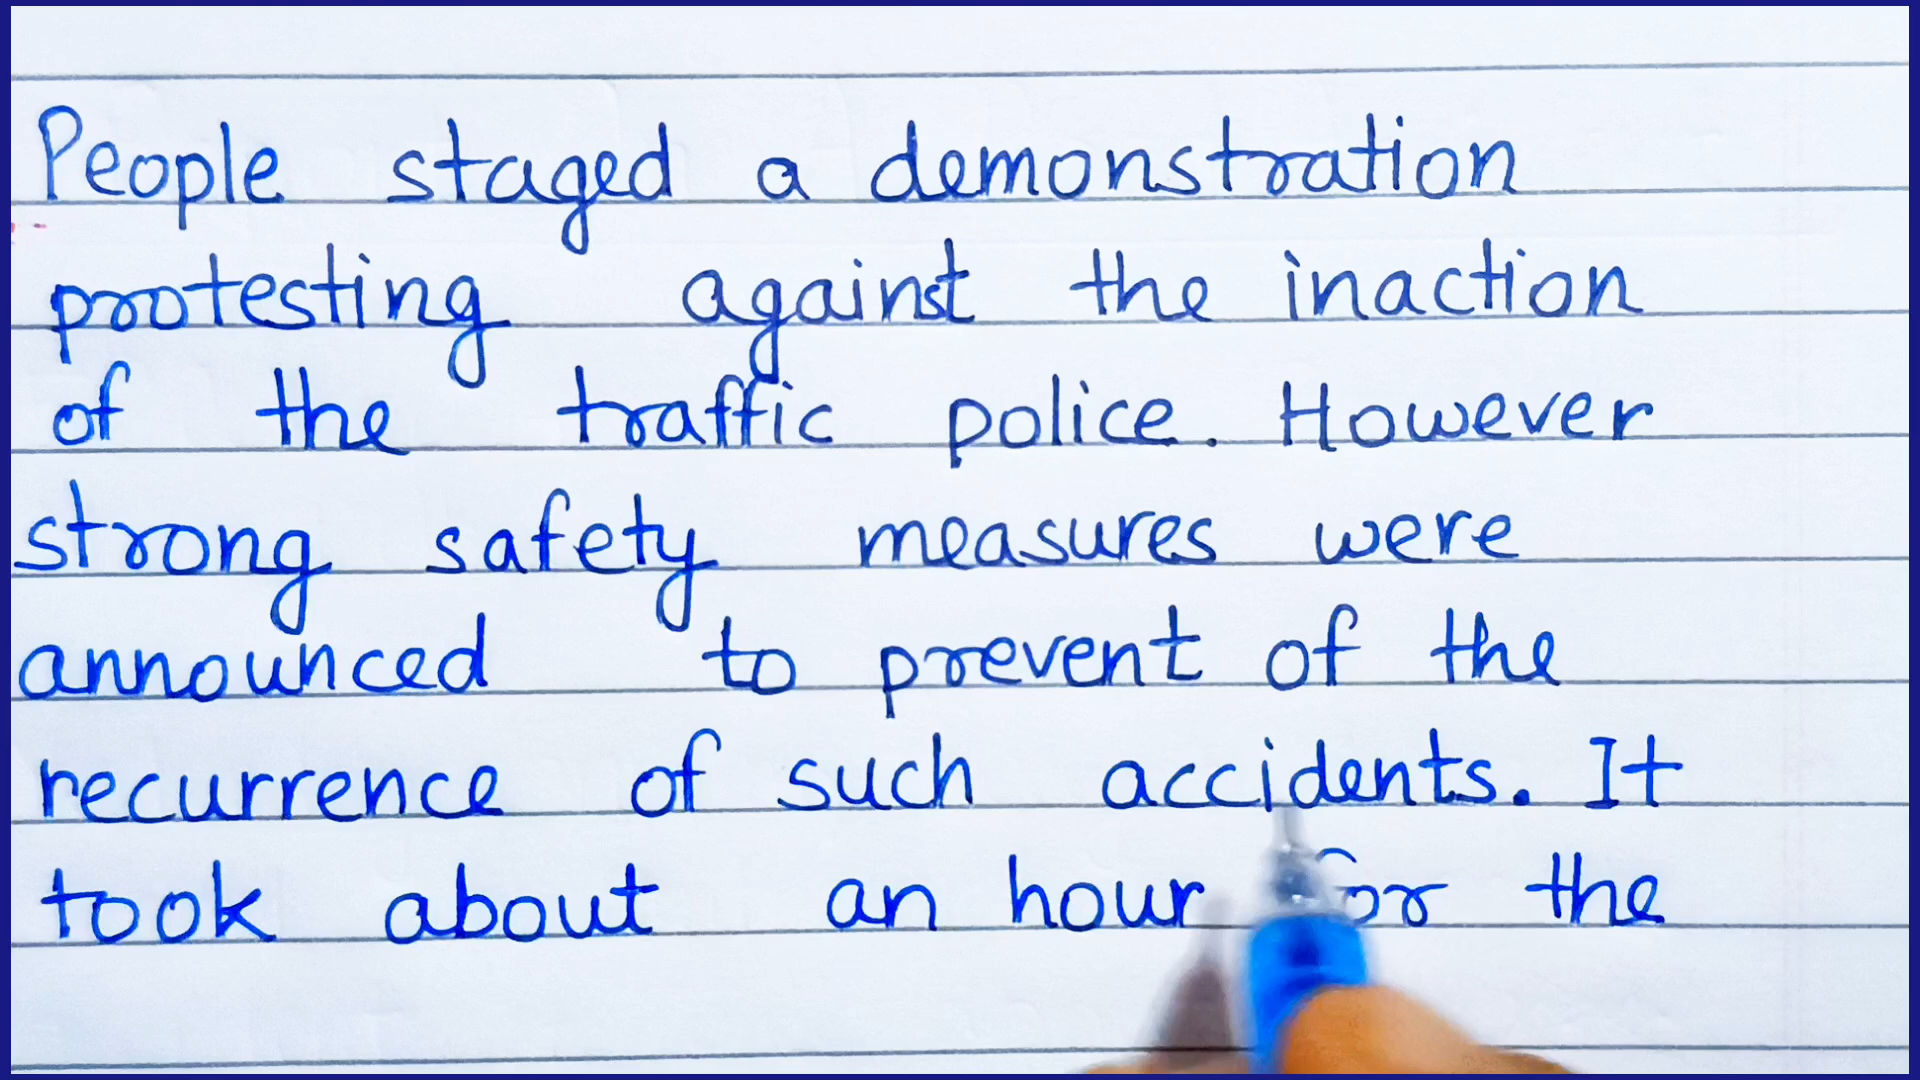 People staged a demonstration
protesting against the inaction
of the traffic police. However
strong safety measures were
announced to prevent of the
recurrence of such accidents. It
took about an hour for the